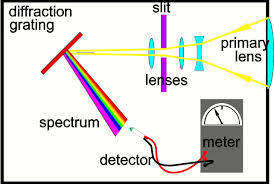 diffraction
grating
slit
primary
lens
lenses
spectrum
meter
detector